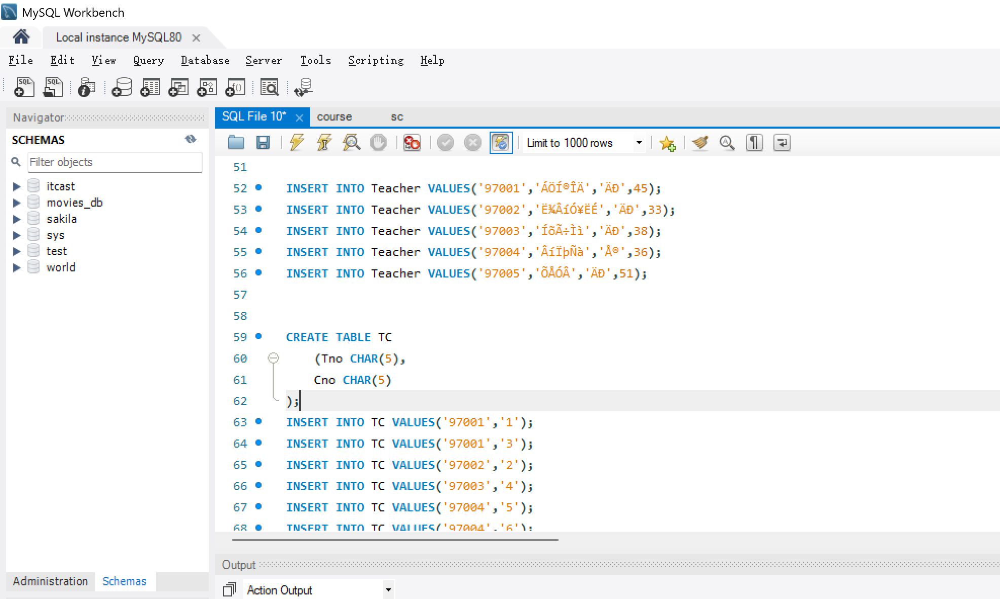 MySQL Workbench
Local instance MySQL80
File Edit View Query Database Server Tools Scripting Help
Navigator
SCHEMAS
Filter objects
itcast
movies_db
sakila
sys
test
world
Administration Schemas
SQL File 10* course sc
Limit to 1000 rows
51
52 INSERT INTO Teacher VALUES('97001','ÁÖÍ®ÎÄ','ÄÐ',45);
53 INSERT INTO Teacher VALUES('97002','Ë¾ÂíÓ¥ËÉ','ÄÐ',33);
54 INSERT INTO Teacher VALUES('97003','ÍõÃ÷Ìì','ÄÐ',38);
55 INSERT INTO Teacher VALUES('97004','ÂíÏþÑà','Å®',36);
56 INSERT INTO Teacher VALUES('97005','ÕÅÓÂ','ÄÐ',51);
57
58
59 CREATE TABLE TC
60 (Tno CHAR(5),
61 Cno CHAR(5)
62 );
63 INSERT INTO TC VALUES('97001','1');
64 INSERT INTO TC VALUES('97001','3');
65 INSERT INTO TC VALUES('97002','2');
66 INSERT INTO TC VALUES('97003','4');
67 INSERT INTO TC VALUES('97004','5');
68 INSERT INTO TC VALUES('97004','6');
Output
Action Output